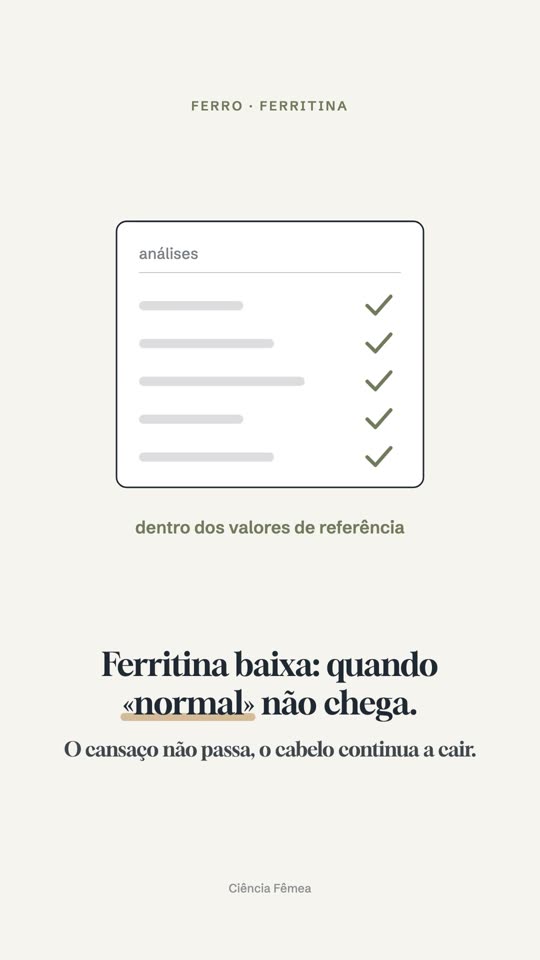 FERRO · FERRITINA
análises
dentro dos valores de referência
Ferritina baixa: quando
«normal» não chega.
O cansaço não passa, o cabelo continua a cair.
Ciência Fêmea